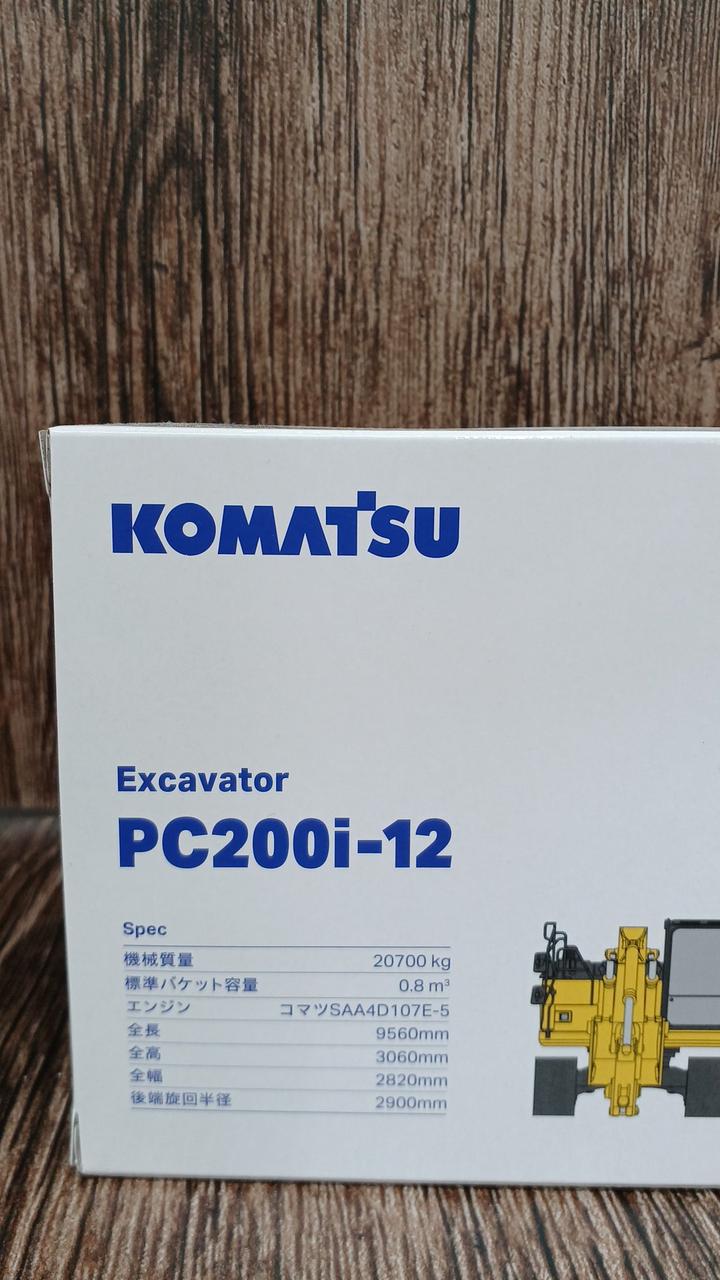 KOMATSU
Excavator
PC200i-12
Spec
機械質量 20700 kg
標準バケット容量 0.8 m³
エンジン コマツSAA4D107E-5
全長 9560mm
全高 3060mm
全幅 2820mm
後端旋回半径 2900mm